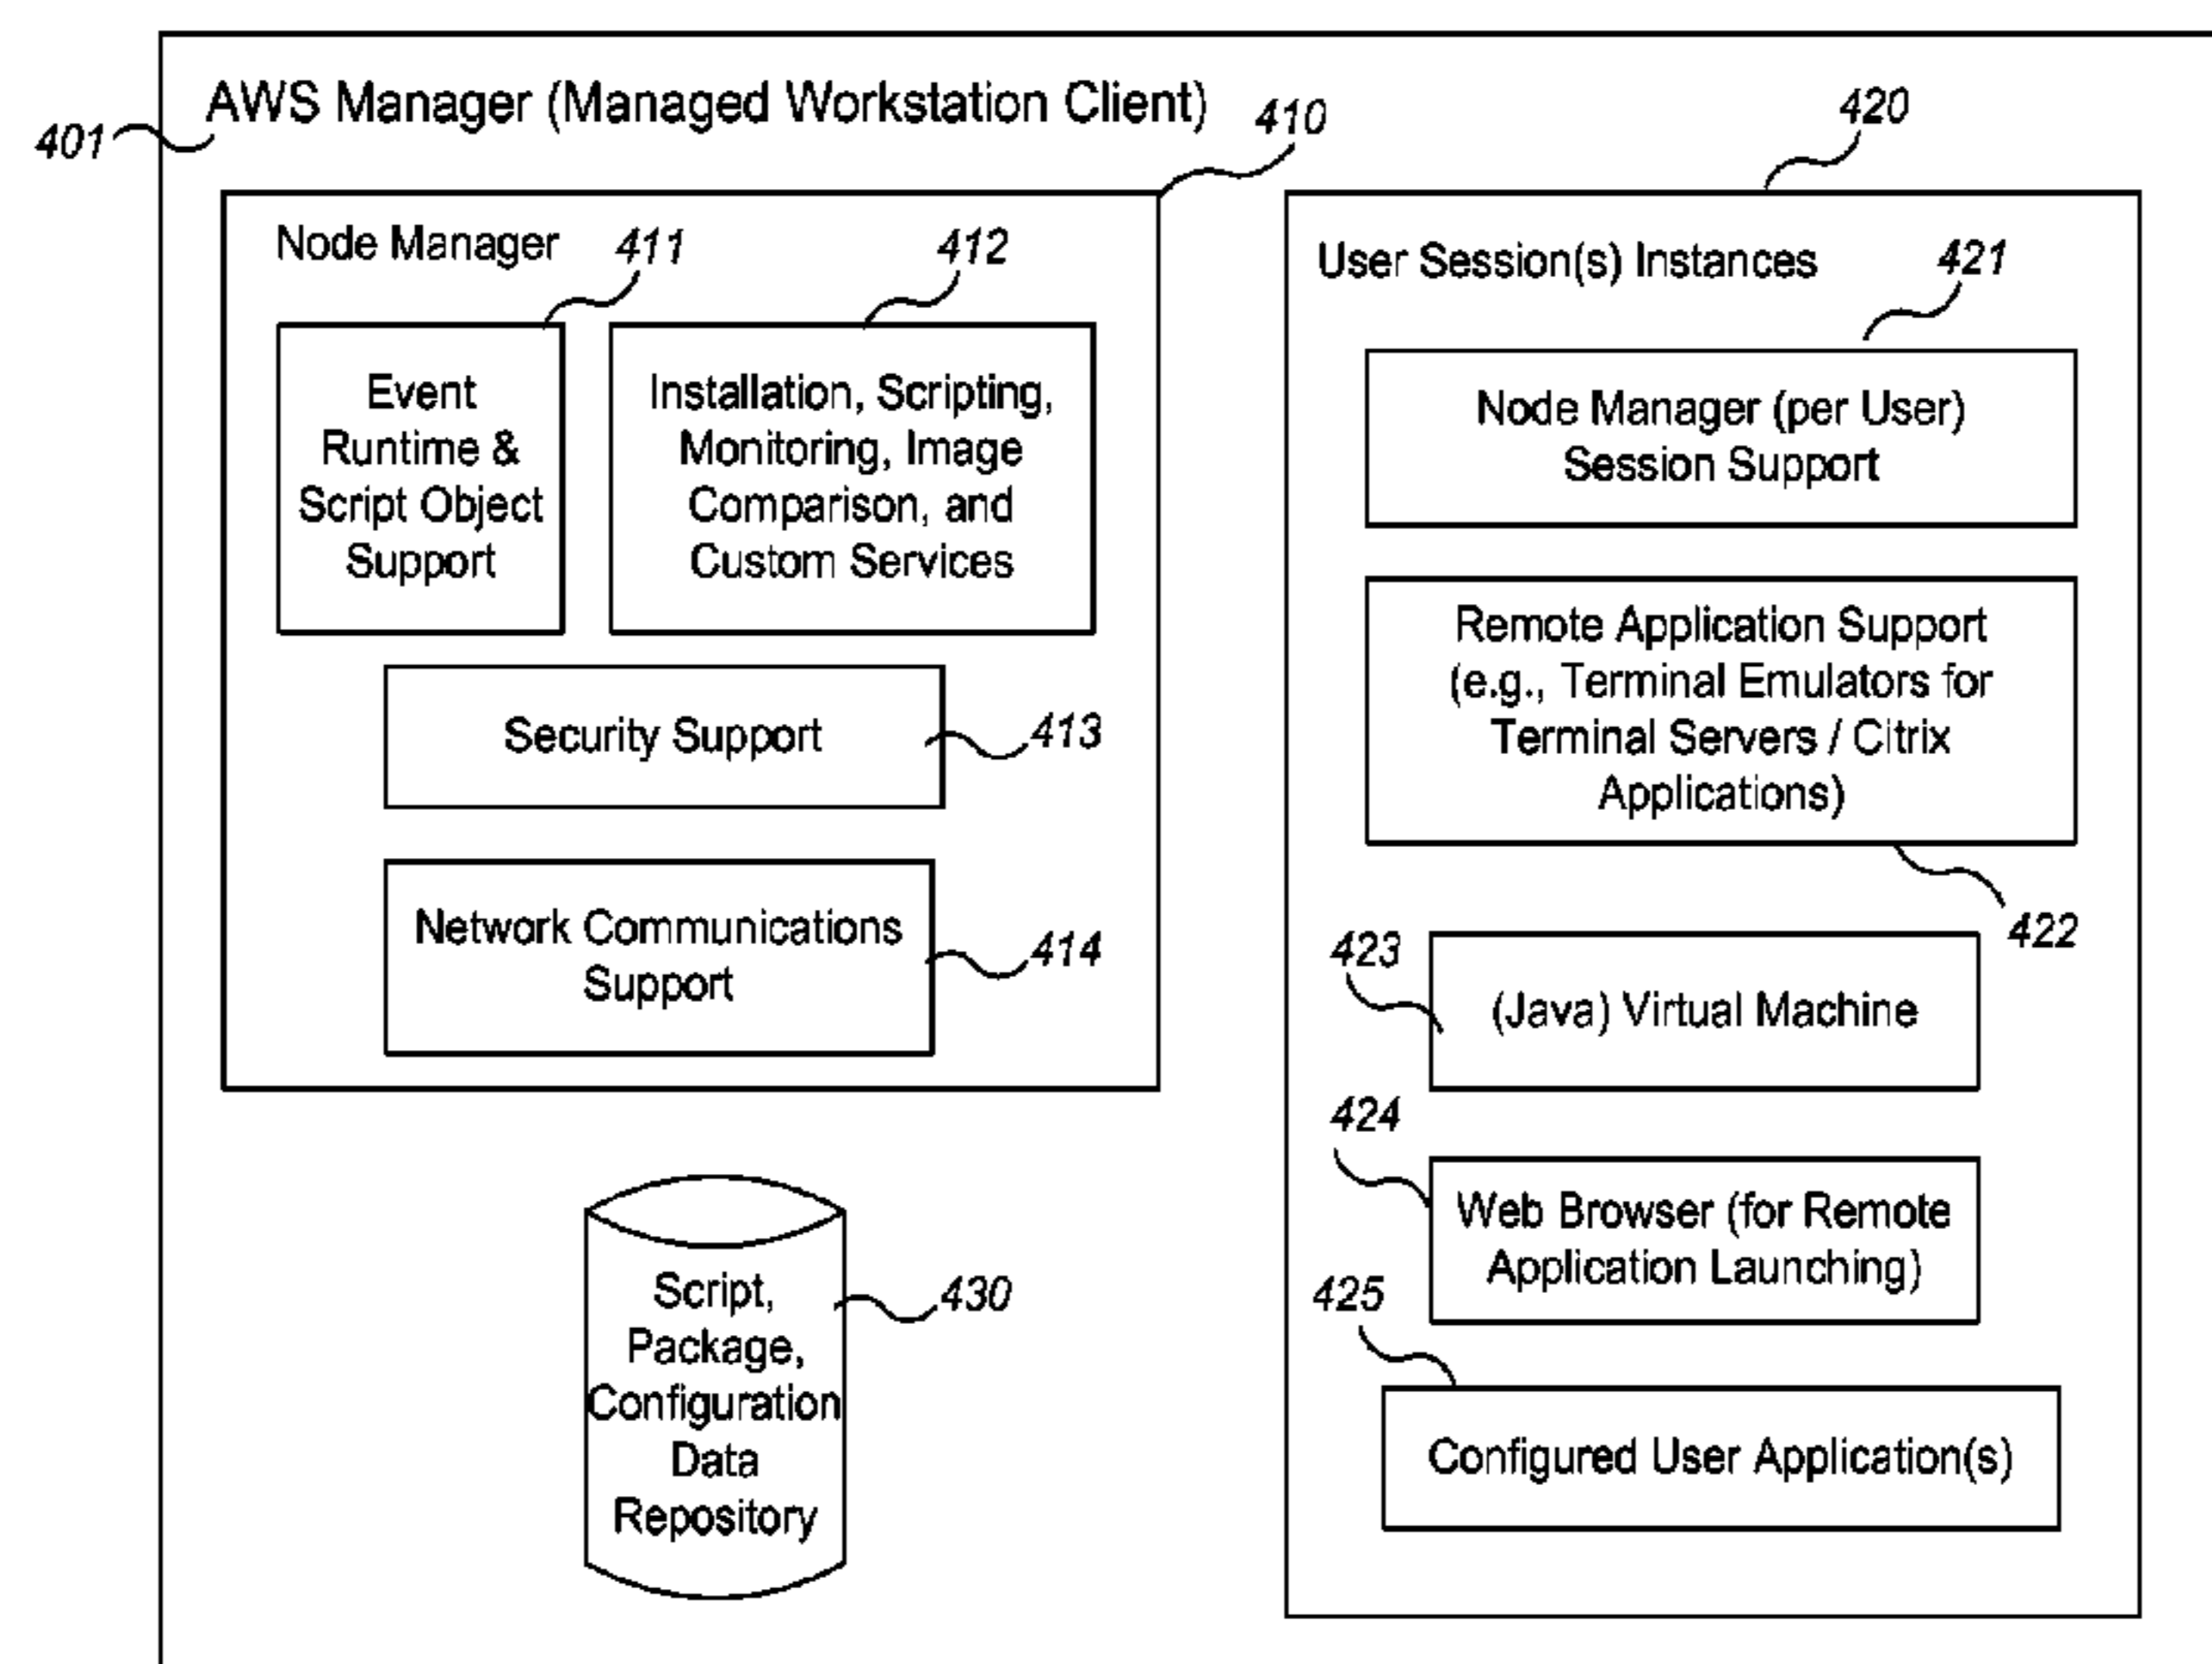 AWS Manager (Managed Workstation Client)
401
410
420
Node Manager
411
412
Event
Runtime &
Script Object
Support
Installation, Scripting,
Monitoring, Image
Comparison, and
Custom Services
Security Support
413
Network Communications
Support
414
Script,
Package,
Configuration
Data
Repository
430
User Session(s) Instances
421
Node Manager (per User)
Session Support
Remote Application Support
(e.g., Terminal Emulators for
Terminal Servers / Citrix
Applications)
422
423
(Java) Virtual Machine
424
Web Browser (for Remote
Application Launching)
425
Configured User Application(s)